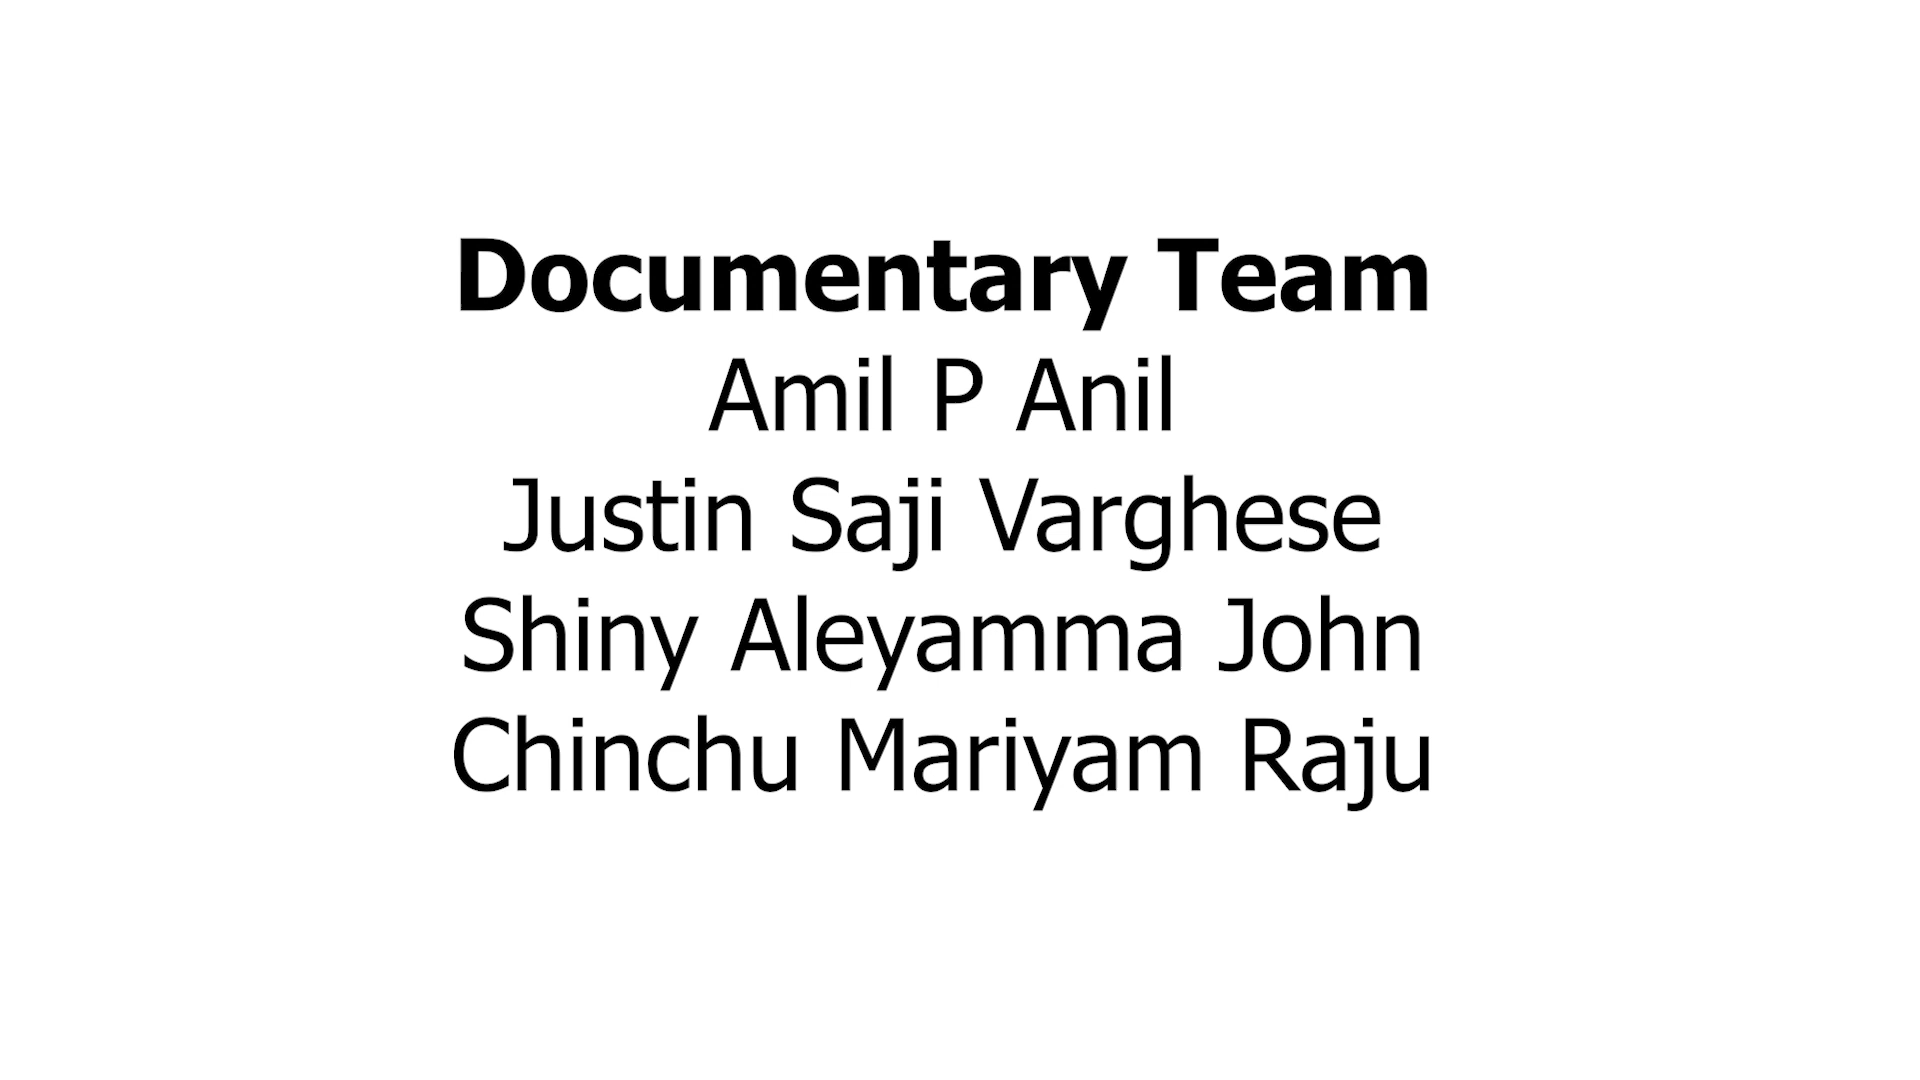 Documentary Team
Amil P Anil
Justin Saji Varghese
Shiny Aleyamma John
Chinchu Mariyam Raju